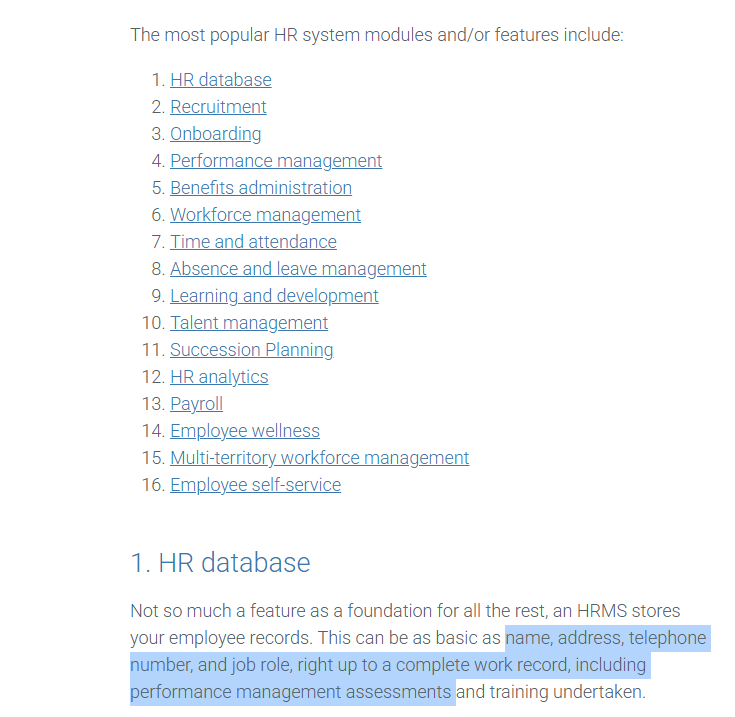 The most popular HR system modules and/or features include:
1. HR database
2. Recruitment
3. Onboarding
4. Performance management
5. Benefits administration
6. Workforce management
7. Time and attendance
8. Absence and leave management
9. Learning and development
10. Talent management
11. Succession Planning
12. HR analytics
13. Payroll
14. Employee wellness
15. Multi-territory workforce management
16. Employee self-service
1. HR database
Not so much a feature as a foundation for all the rest, an HRMS stores
your employee records. This can be as basic as name, address, telephone
number, and job role, right up to a complete work record, including
performance management assessments and training undertaken.